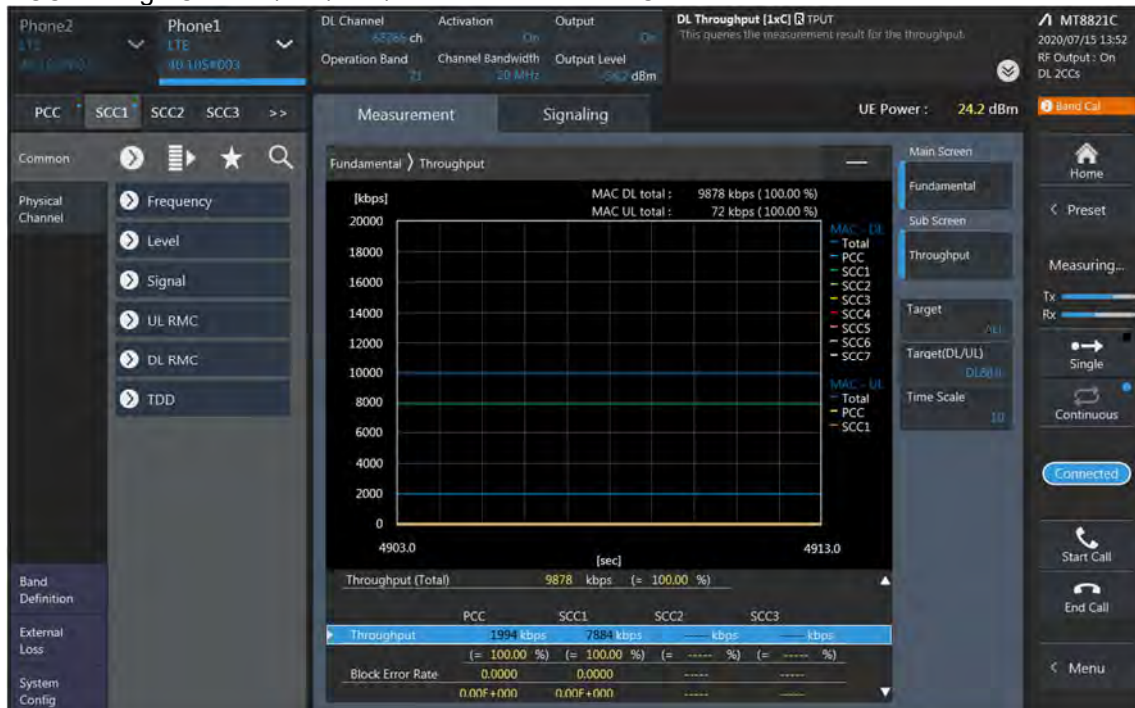 Phone2
LTE
Phone1
LTE
40.10S#003
DL Channel
ch
Activation
On
Output
On
Operation Band
21
Channel Bandwidth
20 MHz
Output Level
dBm
DL Throughput [1xC] R TPUT
This queries the measurement result for the throughput.
MT8821C
2020/07/15 13:52
RF Output : On
DL 2CCs
Band Cal
PCC
SCC1
SCC2
SCC3
>>
Measurement
Signaling
UE Power : 24.2 dBm
Common
Physical
Channel
Frequency
Level
Signal
UL RMC
DL RMC
TDD
Band
Definition
External
Loss
System
Config
Fundamental 〉 Throughput
[kbps]
MAC DL total : 9878 kbps ( 100.00 %)
MAC UL total : 72 kbps ( 100.00 %)
20000
18000
16000
14000
12000
10000
8000
6000
4000
2000
0
4903.0
4913.0
[sec]
MAC - DL
Total
PCC
SCC1
SCC2
SCC3
SCC4
SCC5
SCC6
SCC7
MAC - UL
Total
PCC
SCC1
Throughput (Total) 9878 kbps (= 100.00 %)
PCC SCC1 SCC2 SCC3
Throughput 1994 kbps 7884 kbps ----- kbps ----- kbps
(= 100.00 %) (= 100.00 %) (= ----- %) (= ----- %)
Block Error Rate 0.0000 0.0000 ----- -----
0.00E+000 0.00E+000 ----- -----
Main Screen
Fundamental
Sub Screen
Throughput
Target
ALL
Target(DL/UL)
DL&UL
Time Scale
10
Home
< Preset
Measuring...
Tx
Rx
Single
Continuous
Connected
Start Call
End Call
< Menu